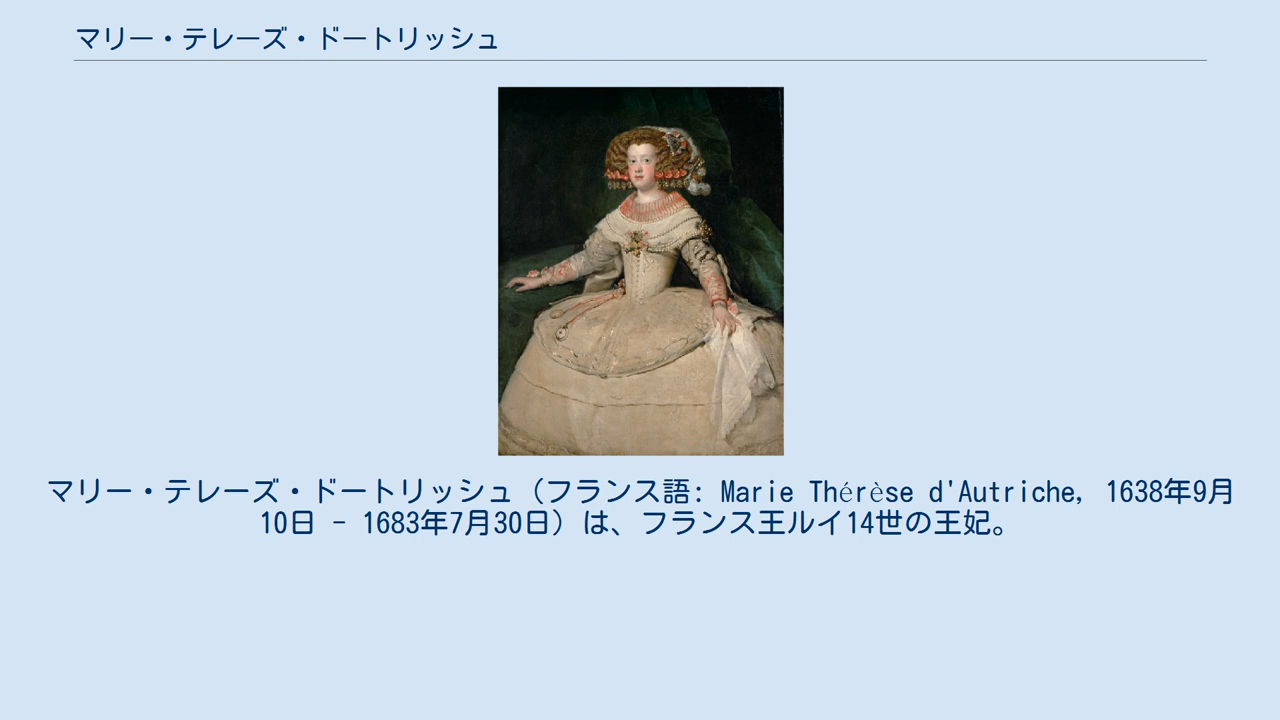 マリー・テレーズ・ドートリッシュ
マリー・テレーズ・ドートリッシュ（フランス語: Marie Thérèse d'Autriche, 1638年9月
10日 - 1683年7月30日）は、フランス王ルイ14世の王妃。